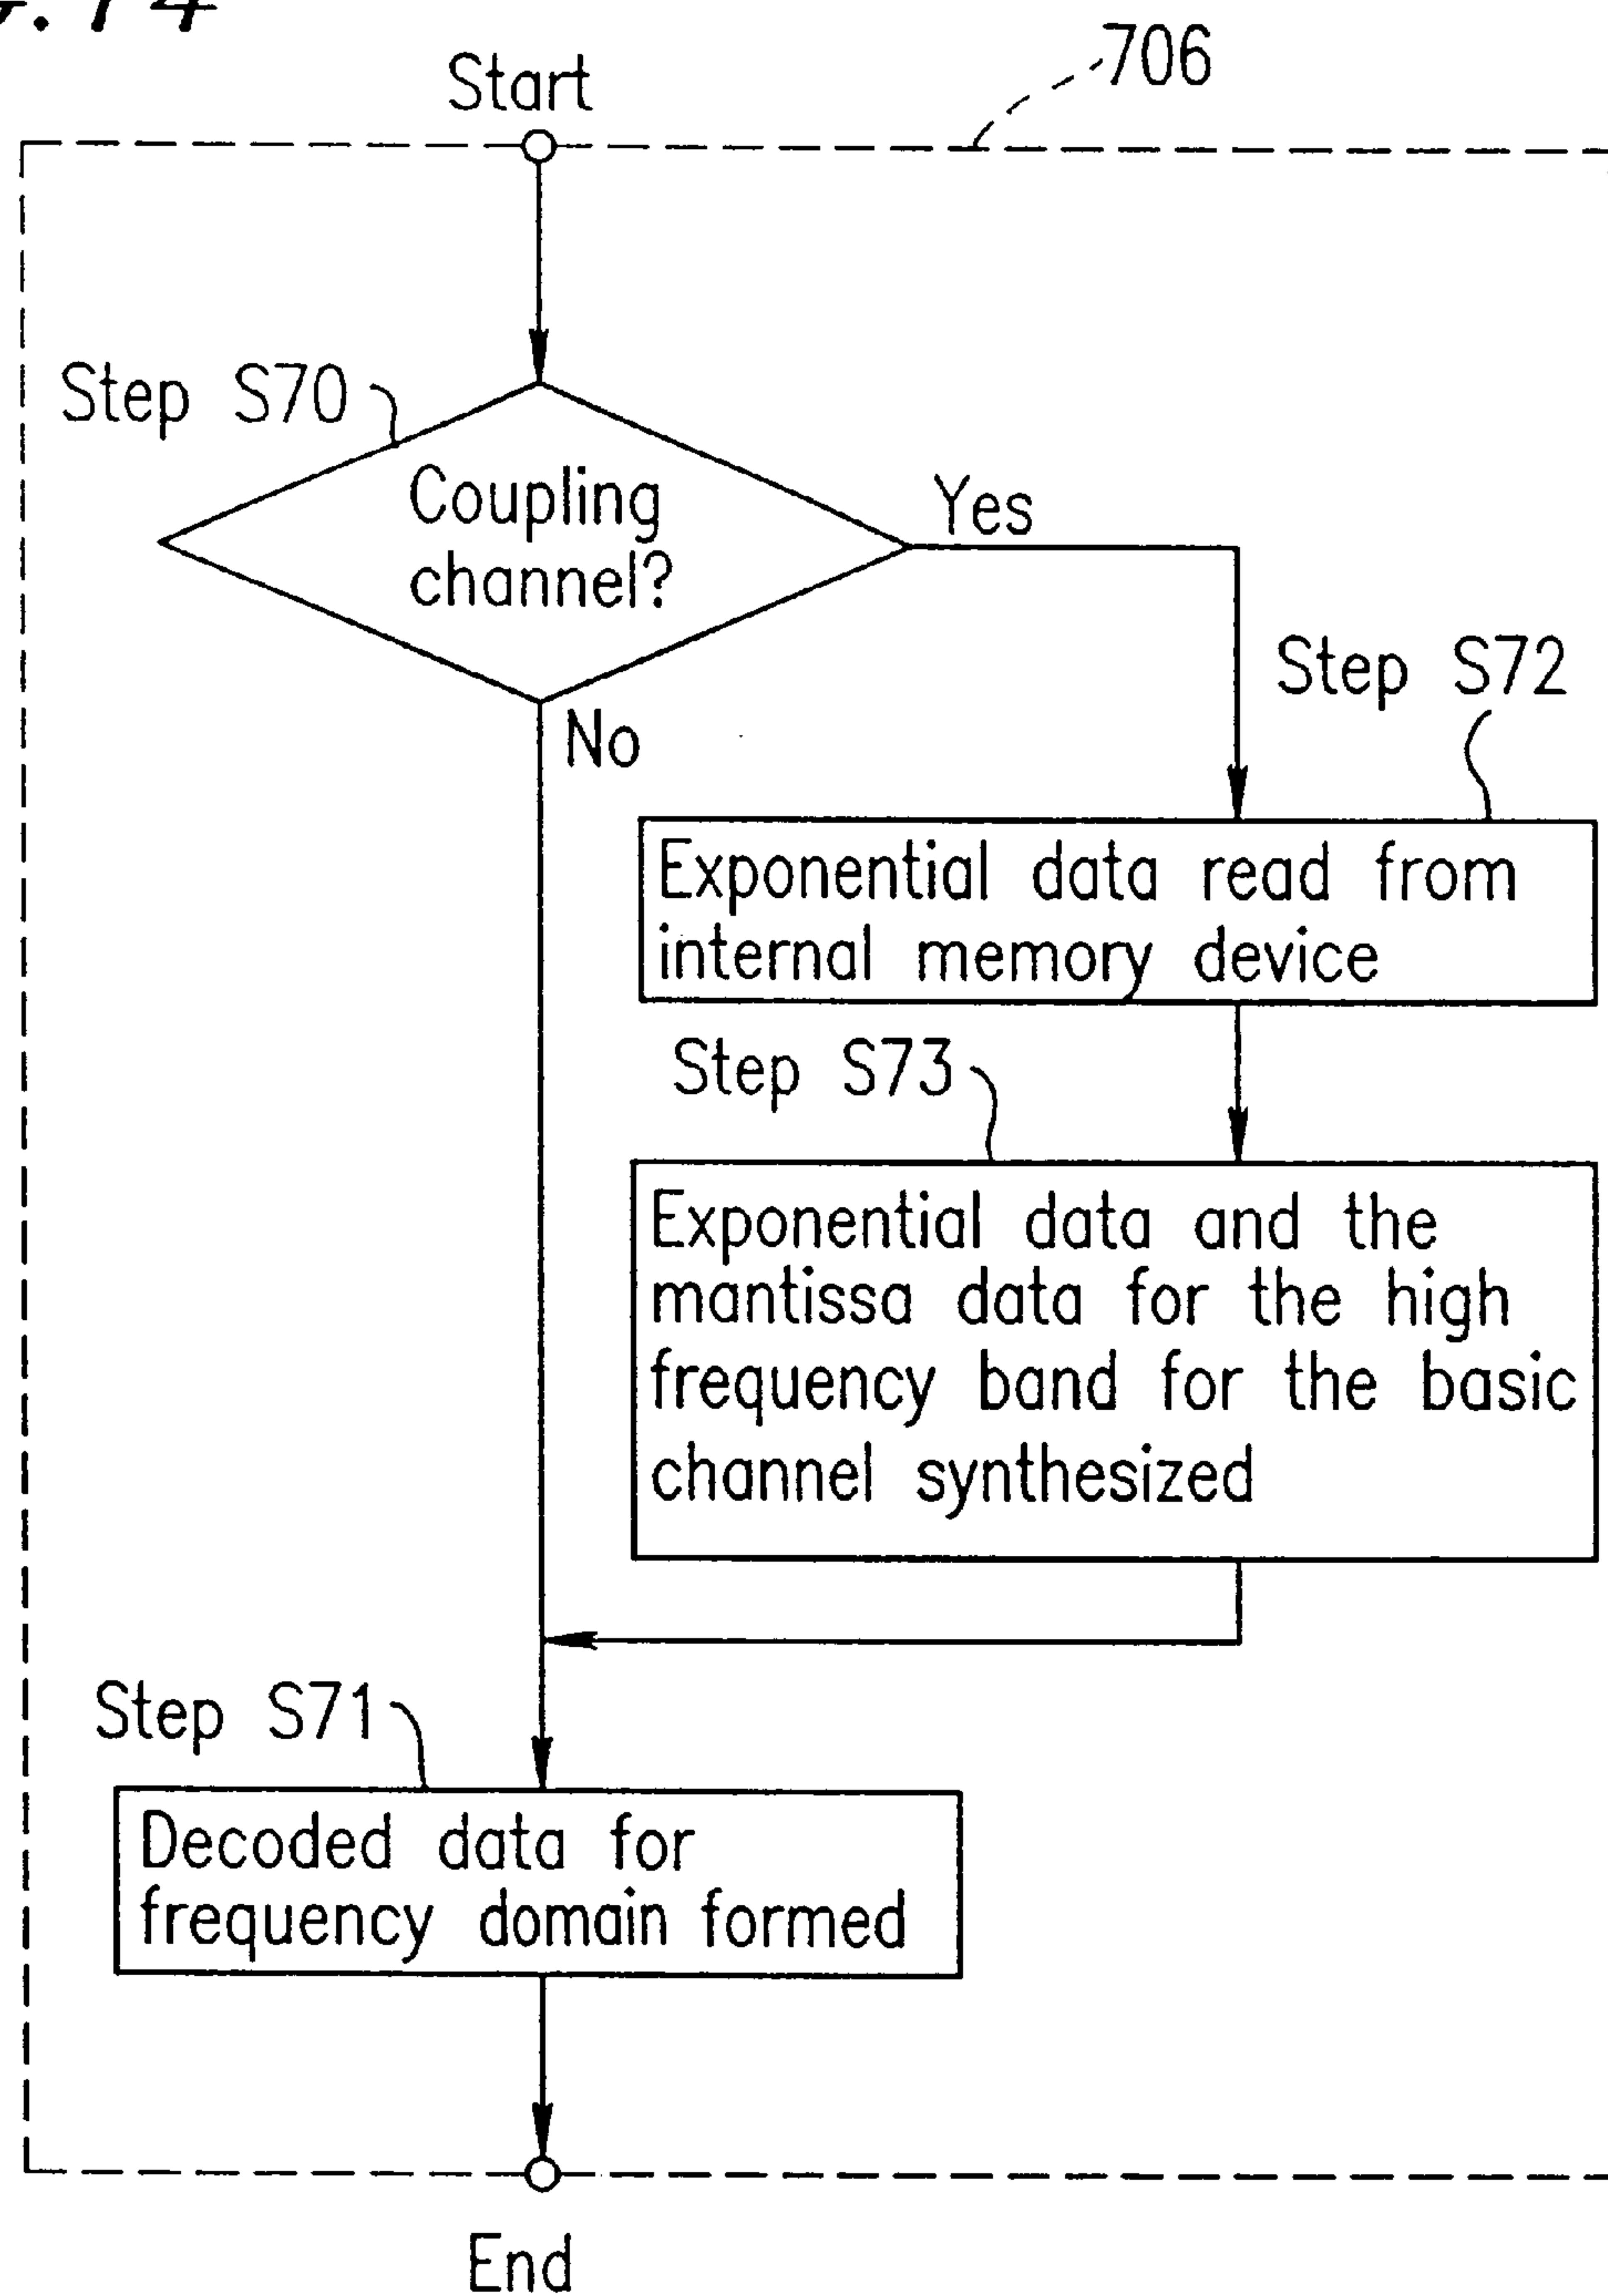 . 14
706
Start
Step S70
Coupling
channel?
Yes
No
Step S72
Exponential data read from
internal memory device
Step S73
Exponential data and the
mantissa data for the high
frequency band for the basic
channel synthesized
Step S71
Decoded data for
frequency domain formed
End